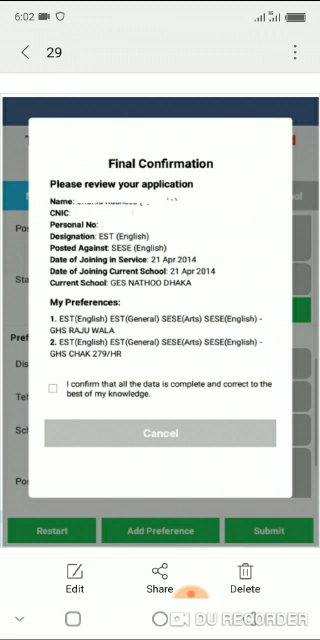 6:02
29
Final Confirmation
Please review your application
Name:
CNIC:
Personal No:
Designation: EST (English)
Posted Against: SESE (English)
Date of Joining in Service: 21 Apr 2014
Date of Joining Current School: 21 Apr 2014
Current School: GES NATHOO DHAKA
My Preferences:
1. EST(English) EST(General) SESE(Arts) SESE(English) -
GHS RAJU WALA
2. EST(English) EST(General) SESE(Arts) SESE(English) -
GHS CHAK 279/HR
I confirm that all the data is complete and correct to the
best of my knowledge.
Cancel
Restart Add Preference Submit
Edit Share Delete
DU RECORDER